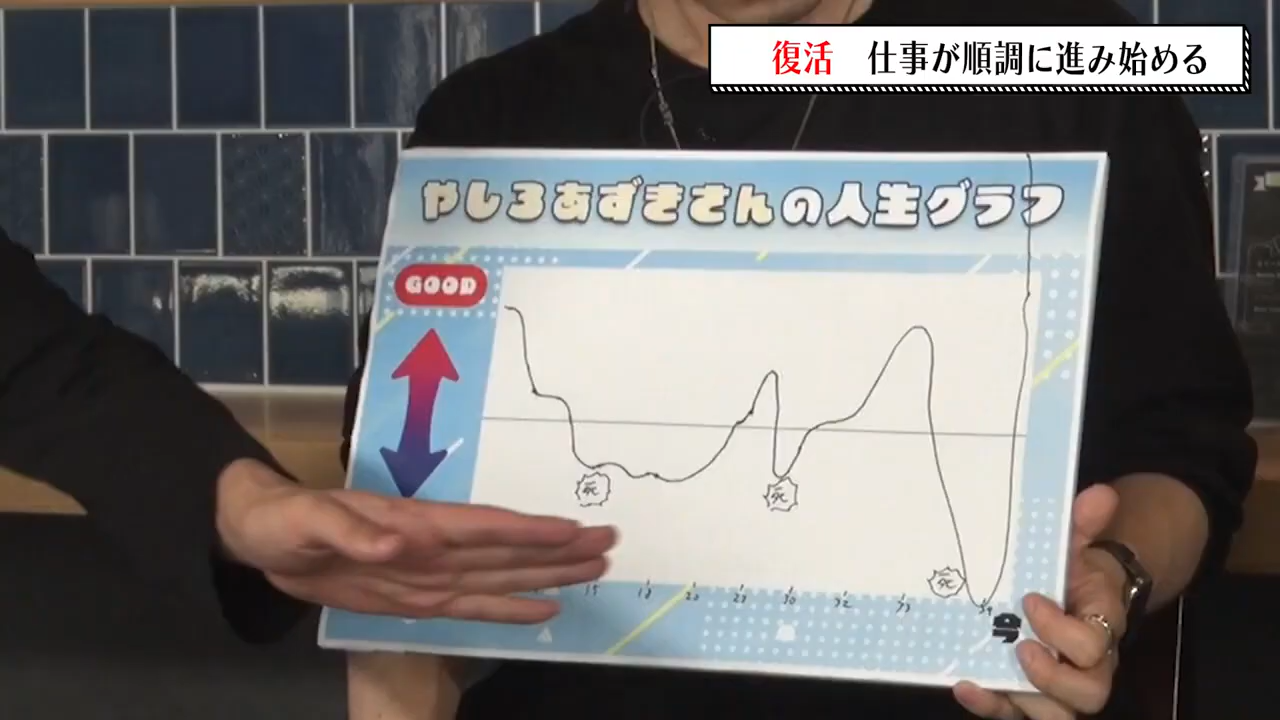 復活 仕事が順調に進み始める
やしろあずきさんの人生グラフ
GOOD
死
死
死
15 18 20 28 30 32 33 34